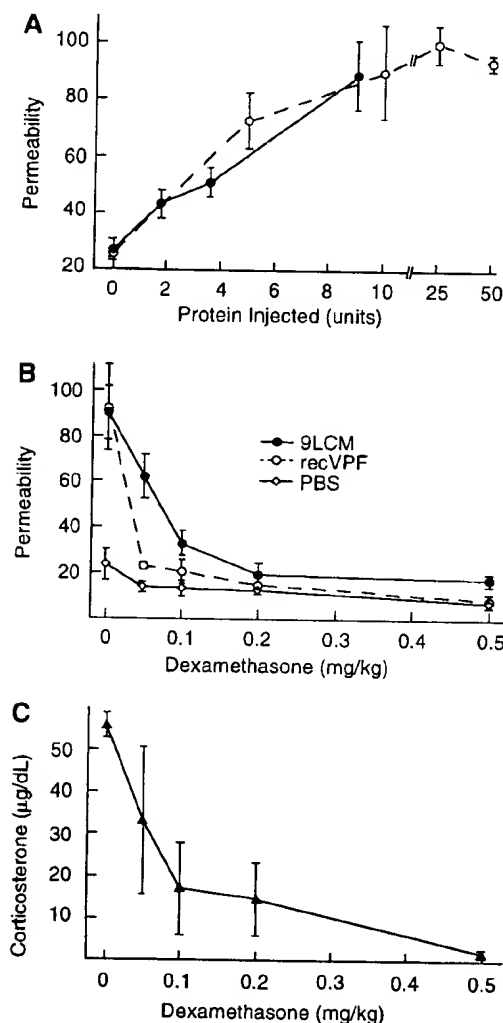 A
Permeability
100
80
60
40
20
0 2 4 6 8 10 25 50
Protein Injected (units)
B
Permeability
100
80
60
40
20
9LCM
recVPF
PBS
0 0.1 0.2 0.3 0.4 0.5
Dexamethasone (mg/kg)
C
Corticosterone (μg/dL)
50
40
30
20
10
0 0.1 0.2 0.3 0.4 0.5
Dexamethasone (mg/kg)